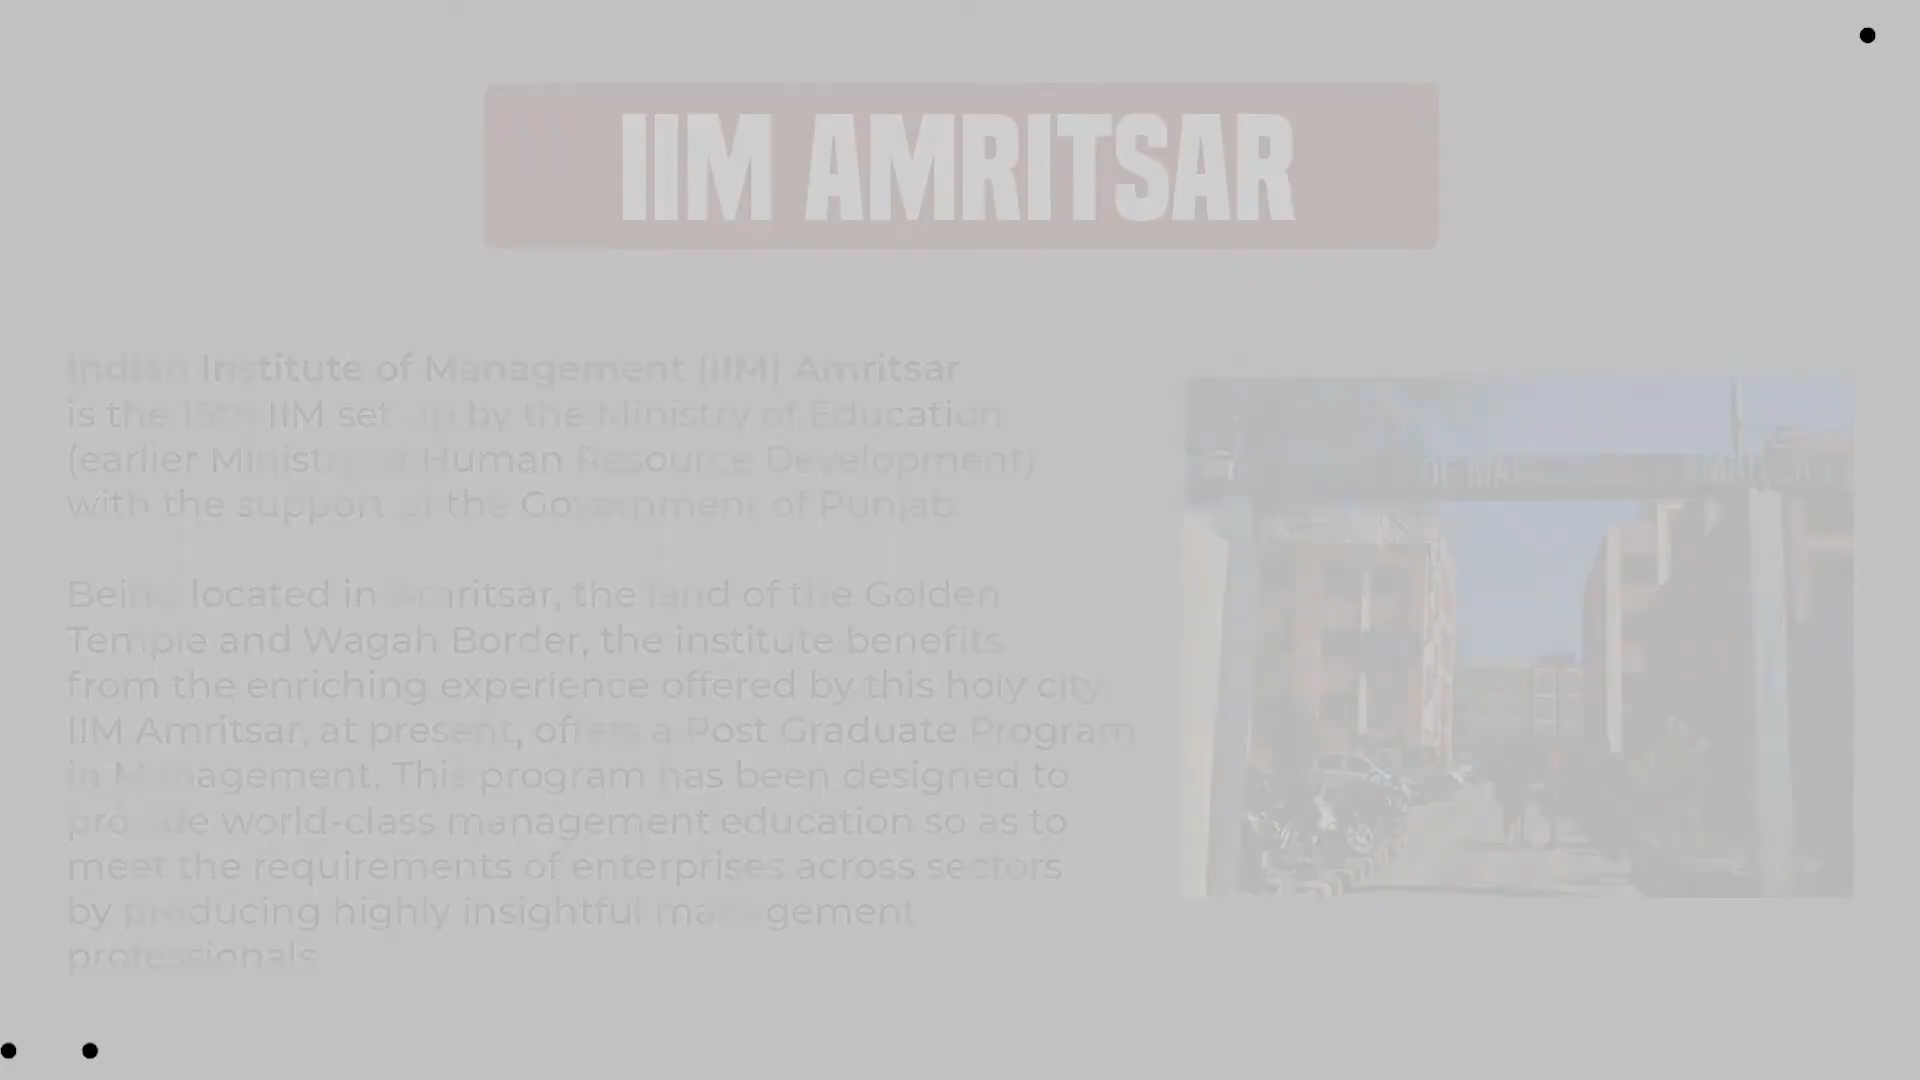 IIM AMRITSAR
Indian Institute of Management (IIM) Amritsar
is the 15th IIM set up by the Ministry of Education
(earlier Ministry of Human Resource Development)
with the support of the Government of Punjab
Being located in Amritsar, the land of the Golden
Temple and Wagah Border, the institute benefits
from the enriching experience offered by this holy city.
IIM Amritsar, at present, offers a Post Graduate Program
in Management. This program has been designed to
provide world-class management education so as to
meet the requirements of enterprises across sectors
by producing highly insightful management
professionals